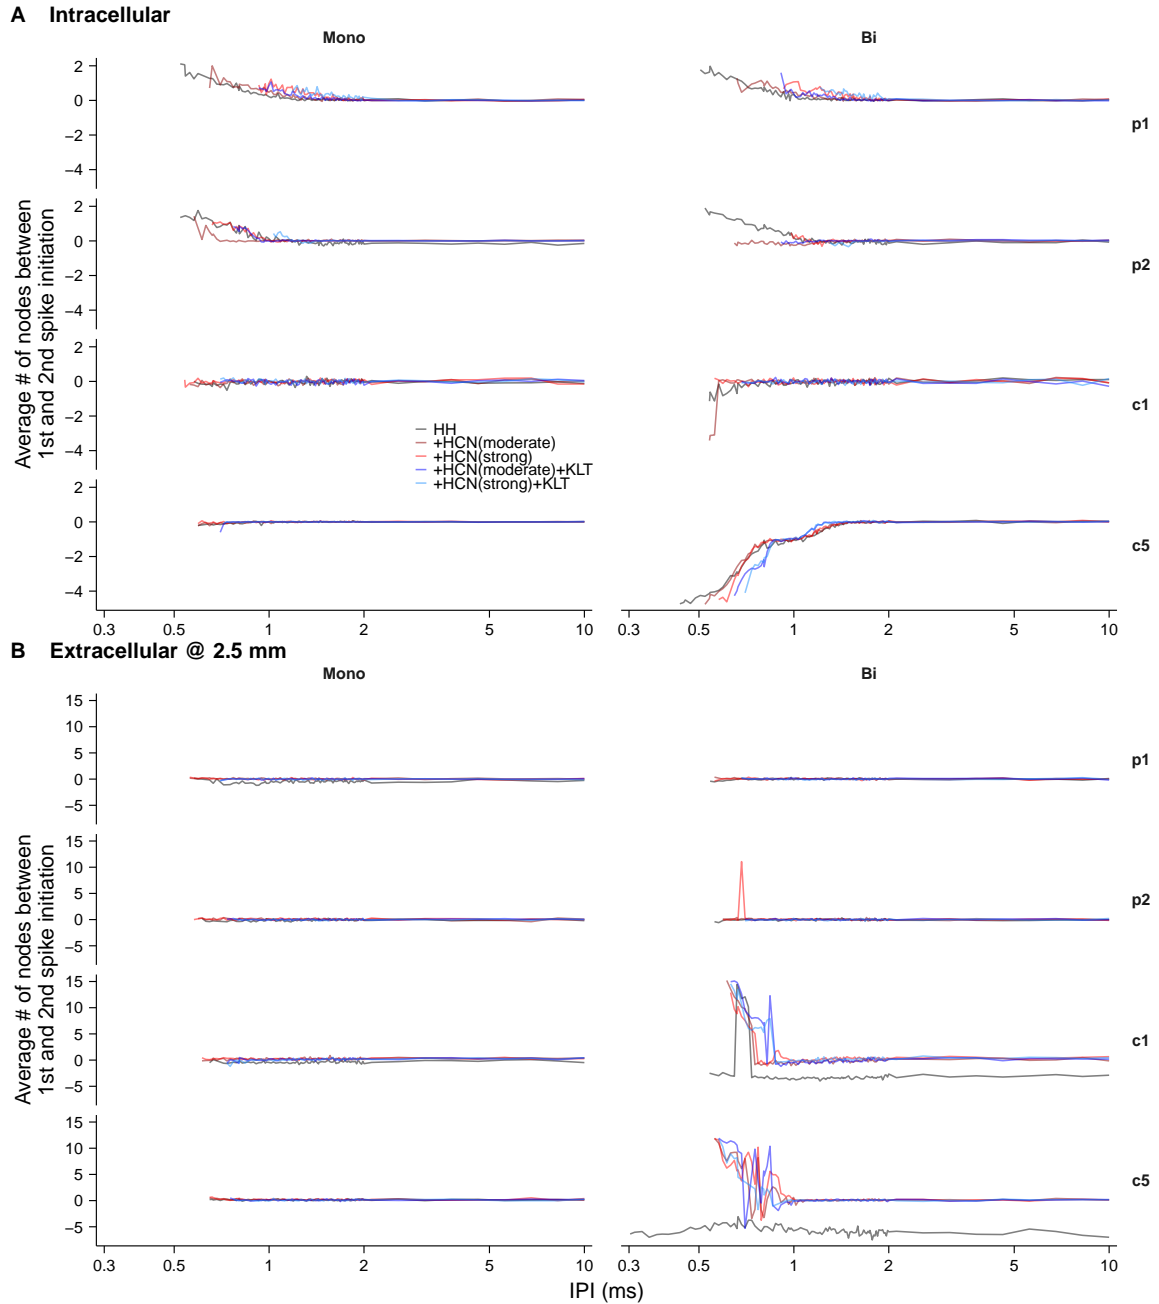 A Intracellular
Mono Bi
2
0
−2
−4
p1
2
0
−2
−4
p2
2
0
−2
−4
c1
2
0
−2
−4
c5
Average # of nodes between
1st and 2nd spike initiation
HH
+HCN(moderate)
+HCN(strong)
+HCN(moderate)+KLT
+HCN(strong)+KLT
0.3 0.5 1 2 5 10 0.3 0.5 1 2 5 10
B Extracellular @ 2.5 mm
Mono Bi
15
10
5
0
−5
p1
15
10
5
0
−5
p2
15
10
5
0
−5
c1
15
10
5
0
−5
c5
Average # of nodes between
1st and 2nd spike initiation
0.3 0.5 1 2 5 10 0.3 0.5 1 2 5 10
IPI (ms)